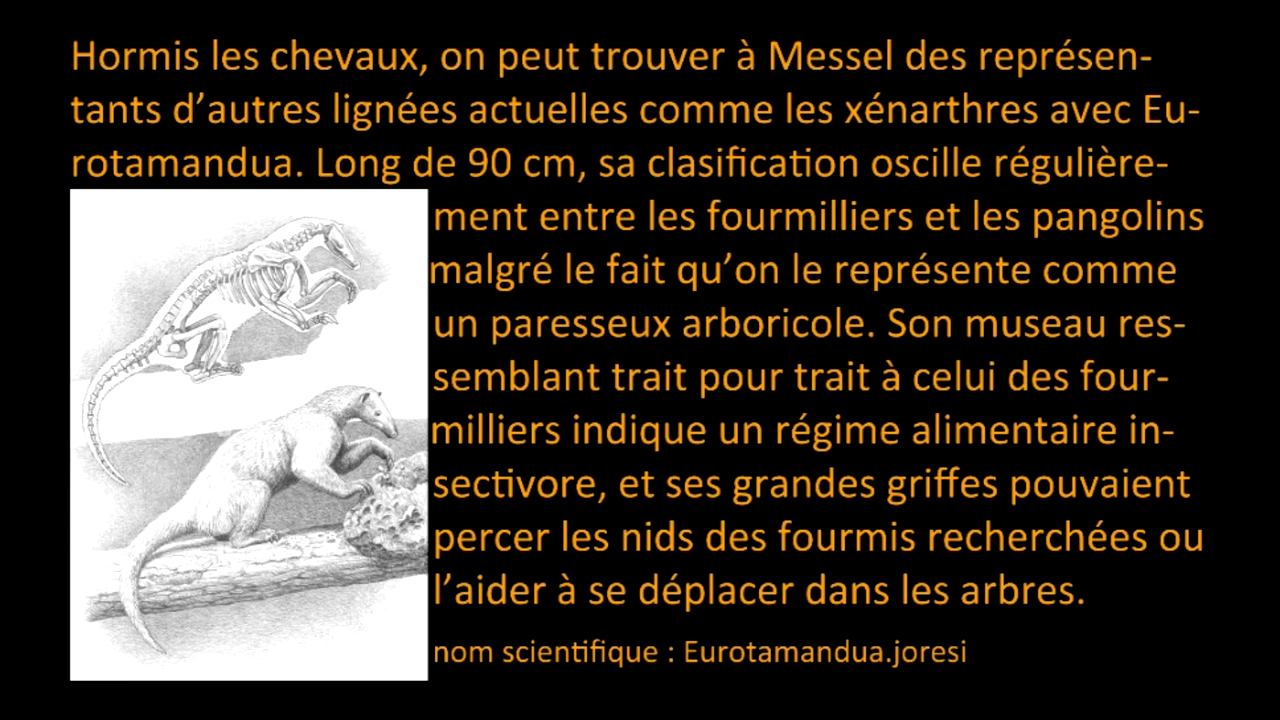 Hormis les chevaux, on peut trouver à Messel des représen-
tants d’autres lignées actuelles comme les xénarthres avec Eu-
rotamandua. Long de 90 cm, sa clasification oscille régulière-
ment entre les fourmilliers et les pangolins
malgré le fait qu’on le représente comme
un paresseux arboricole. Son museau res-
semblant trait pour trait à celui des four-
milliers indique un régime alimentaire in-
sectivore, et ses grandes griffes pouvaient
percer les nids des fourmis recherchées ou
l’aider à se déplacer dans les arbres.
nom scientifique : Eurotamandua.joresi